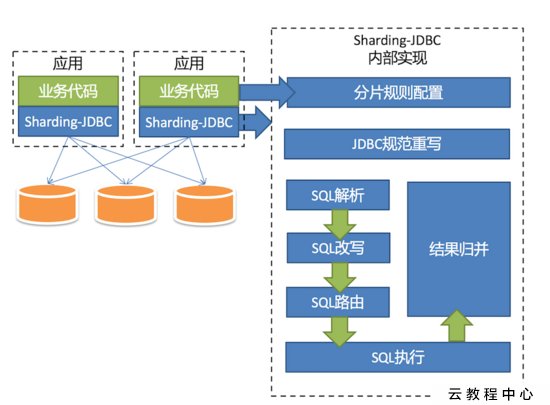 应用
业务代码
Sharding-JDBC
应用
业务代码
Sharding-JDBC
Sharding-JDBC
内部实现
分片规则配置
JDBC规范重写
SQL解析
SQL改写
SQL路由
结果归并
SQL执行
云教程中心